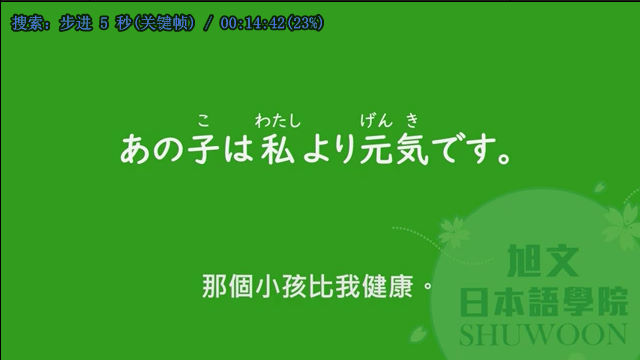 搜索: 步进 5 秒(关键帧) / 00:14:42(23%)
こ わたし げん き
あの子は私より元気です。
那個小孩比我健康。
旭文
日本語學院
SHUWOON